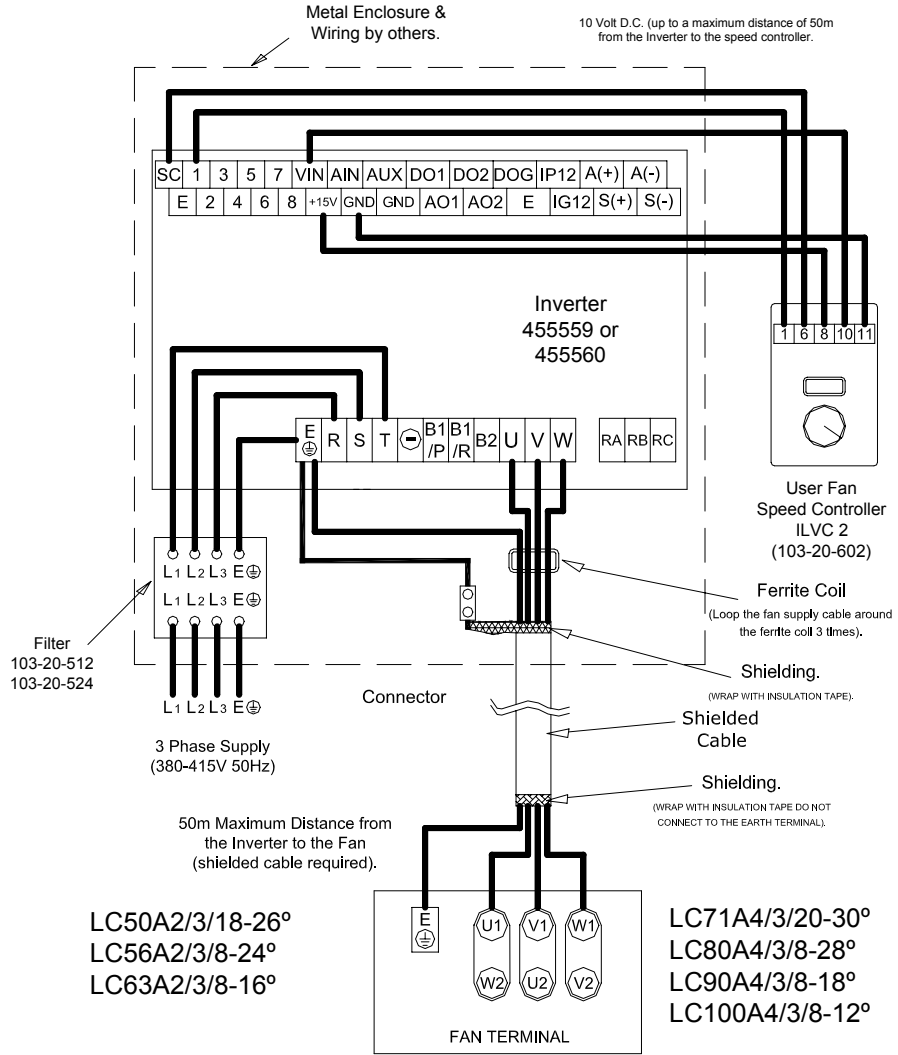 Metal Enclosure &
Wiring by others.
10 Volt D.C. (up to a maximum distance of 50m
from the Inverter to the speed controller.
SC 1 3 5 7 VIN AIN AUX DO1 DO2 DOG IP12 A(+) A(-)
E 2 4 6 8 +15V GND GND AO1 AO2 E IG12 S(+) S(-)
Inverter
455559 or
455560
1 6 8 10 11
E R S T B1/P B1/R B2 U V W RA RB RC
User Fan
Speed Controller
ILVC 2
(103-20-602)
L1 L2 L3 E
L1 L2 L3 E
Filter
103-20-512
103-20-524
L1 L2 L3 E
3 Phase Supply
(380-415V 50Hz)
Ferrite Coil
(Loop the fan supply cable around
the ferrite coil 3 times).
Shielding.
(WRAP WITH INSULATION TAPE).
Connector
Shielded
Cable
Shielding.
(WRAP WITH INSULATION TAPE DO NOT
CONNECT TO THE EARTH TERMINAL).
50m Maximum Distance from
the Inverter to the Fan
(shielded cable required).
E U1 V1 W1
W2 U2 V2
FAN TERMINAL
LC50A2/3/18-26º
LC56A2/3/8-24º
LC63A2/3/8-16º
LC71A4/3/20-30º
LC80A4/3/8-28º
LC90A4/3/8-18º
LC100A4/3/8-12º